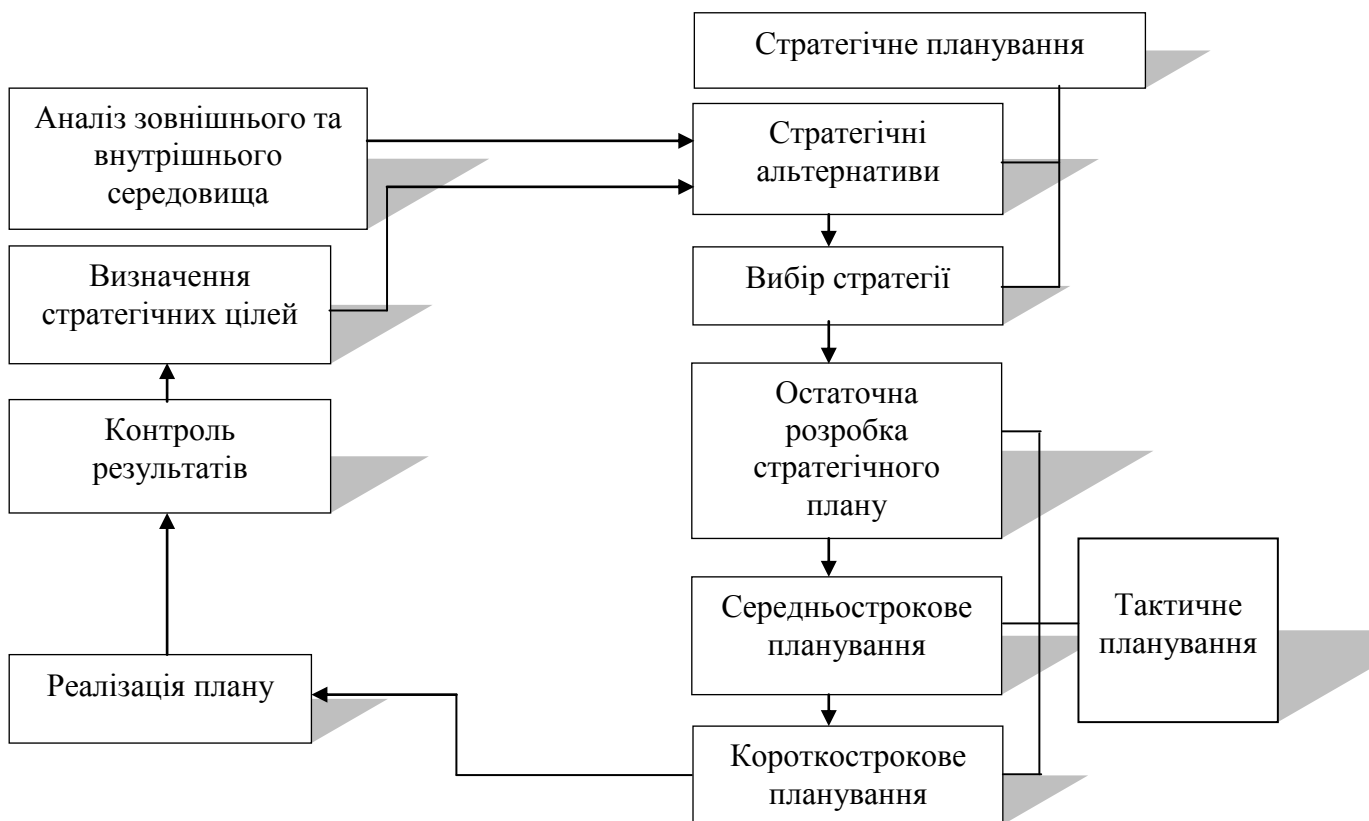 Стратегічне планування
Аналіз зовнішнього та
внутрішнього
середовища
Стратегічні
альтернативи
Визначення
стратегічних цілей
Вибір стратегії
Контроль
результатів
Остаточна
розробка
стратегічного
плану
Середньострокове
планування
Тактичне
планування
Реалізація плану
Короткострокове
планування